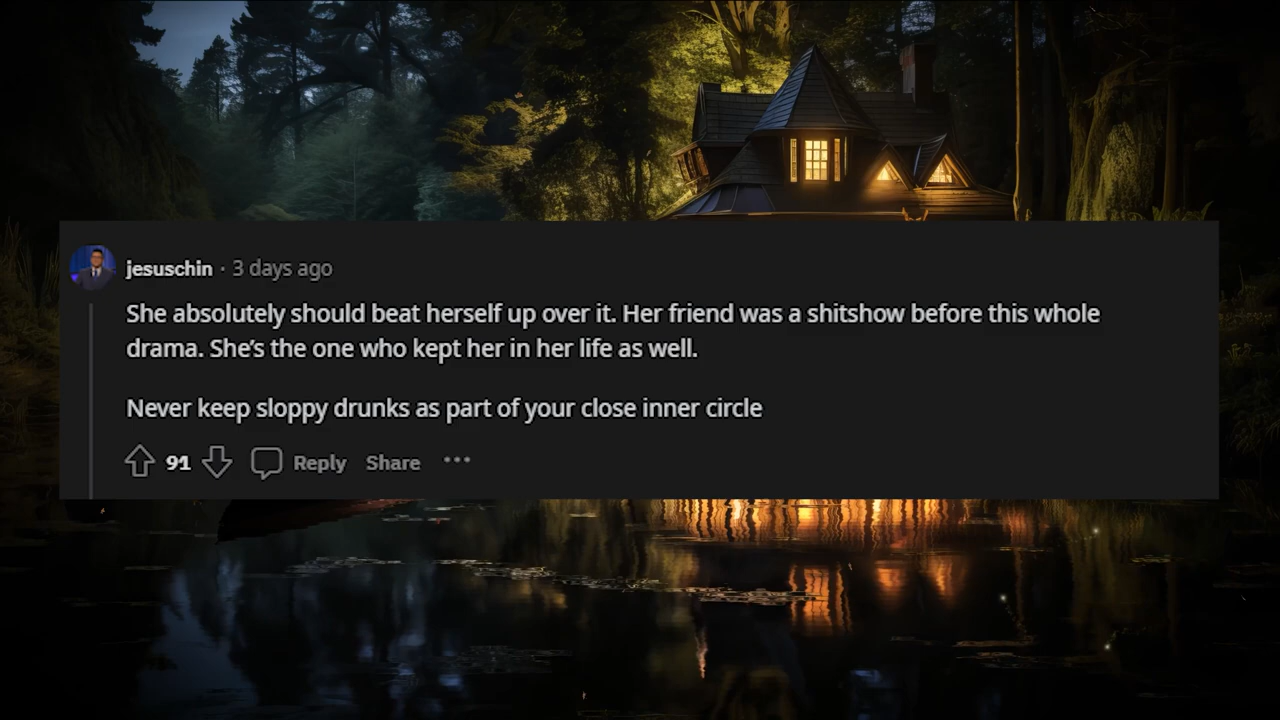 jesuschin · 3 days ago
She absolutely should beat herself up over it. Her friend was a shitshow before this whole
drama. She’s the one who kept her in her life as well.
Never keep sloppy drunks as part of your close inner circle
91 Reply Share ···